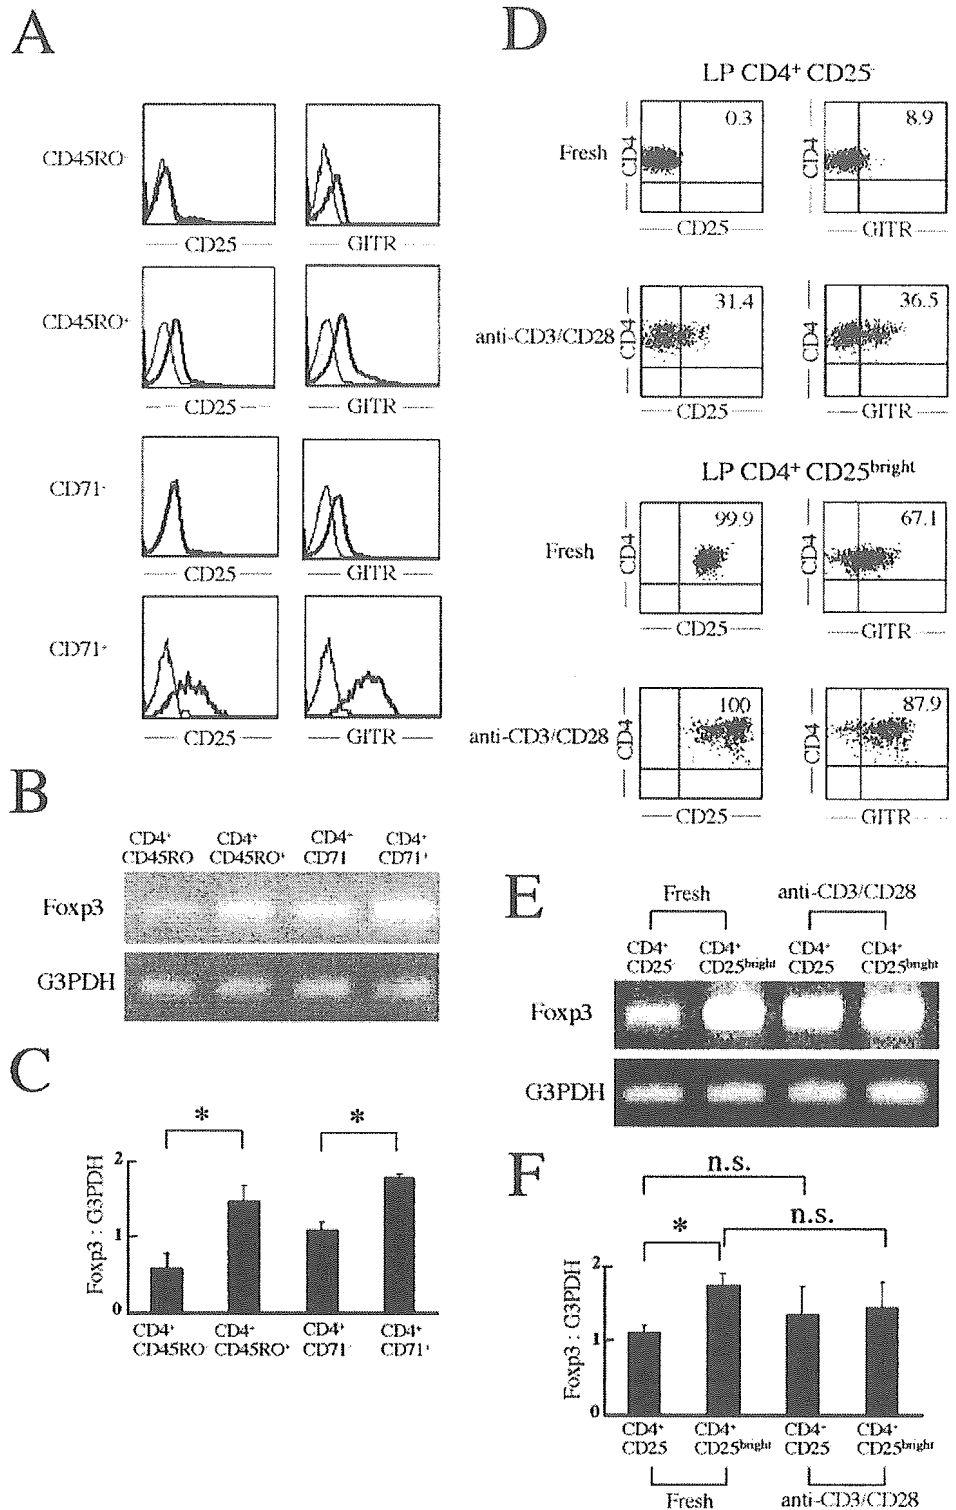 A
CD45RO-
CD25
GITR
CD45RO+
CD25
GITR
CD71-
CD25
GITR
CD71+
CD25
GITR
B
CD4+ CD4+ CD4+ CD4+
CD45RO CD45RO+ CD71 CD71+
Foxp3
G3PDH
C
* *
Foxp3 : G3PDH
2
1
0
CD4+ CD4+ CD4+ CD4+
CD45RO- CD45RO+ CD71- CD71+
D
LP CD4+ CD25-
Fresh
CD4
0.3
CD25
CD4
8.9
GITR
anti-CD3/CD28
CD4
31.4
CD25
CD4
36.5
GITR
LP CD4+ CD25bright
Fresh
CD4
99.9
CD25
CD4
67.1
GITR
anti-CD3/CD28
CD4
100
CD25
CD4
87.9
GITR
E
Fresh anti-CD3/CD28
CD4+ CD4+ CD4+ CD4+
CD25- CD25bright CD25 CD25bright
Foxp3
G3PDH
F
n.s.
* n.s.
Foxp3 : G3PDH
2
1
0
CD4+ CD4+ CD4+ CD4+
CD25 CD25bright CD25 CD25bright
Fresh anti-CD3/CD28